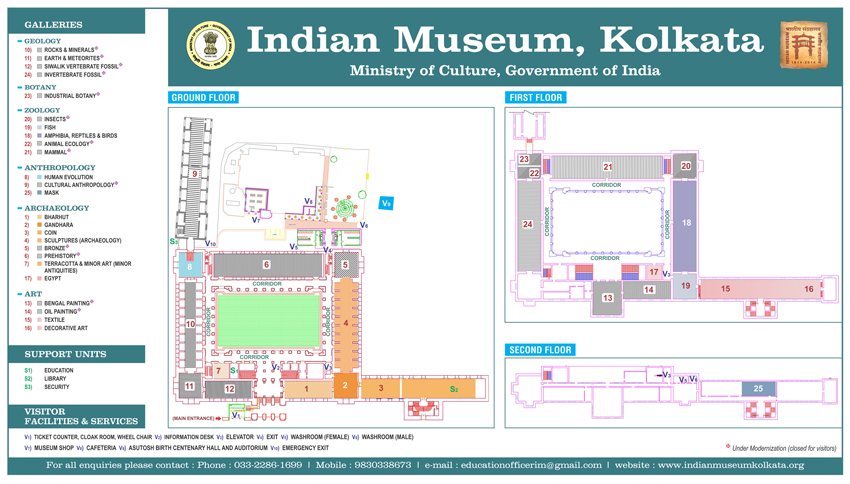 Indian Museum, Kolkata
Ministry of Culture, Government of India
1814-2014
GALLERIES
GEOLOGY
10) ROCKS & MINERALS
11) EARTH & METEORITES
12) SIWALIK VERTEBRATE FOSSIL
24) INVERTEBRATE FOSSIL
BOTANY
23) INDUSTRIAL BOTANY
ZOOLOGY
20) INSECTS
19) FISH
18) AMPHIBIA, REPTILES & BIRDS
22) ANIMAL ECOLOGY
21) MAMMAL
ANTHROPOLOGY
8) HUMAN EVOLUTION
9) CULTURAL ANTHROPOLOGY
25) MASK
ARCHAEOLOGY
1) BHARHUT
2) GANDHARA
3) COIN
4) SCULPTURES (ARCHAEOLOGY)
5) BRONZE
6) PREHISTORY
7) TERRACOTTA & MINOR ART (MINOR
ANTIQUITIES)
17) EGYPT
ART
13) BENGAL PAINTING
14) OIL PAINTING
15) TEXTILE
16) DECORATIVE ART
SUPPORT UNITS
S1) EDUCATION
S2) LIBRARY
S3) SECURITY
VISITOR
FACILITIES & SERVICES
GROUND FLOOR
9
V9
V8
V7
V6
S3
V10
V5
V4
8
6
5
CORRIDOR
10
CORRIDOR
CORRIDOR
4
CORRIDOR
7
S1
V2
V3
11
12
1
2
3
S2
(MAIN ENTRANCE)
V1
FIRST FLOOR
23
22
21
20
CORRIDOR
24
CORRIDOR
CORRIDOR
18
CORRIDOR
17
V3
13
14
19
15
16
SECOND FLOOR
V3
V5
V6
25
V1) TICKET COUNTER, CLOAK ROOM, WHEEL CHAIR V2) INFORMATION DESK V3) ELEVATOR V4) EXIT V5) WASHROOM (FEMALE) V6) WASHROOM (MALE)
V7) MUSEUM SHOP V8) CAFETERIA V9) ASUTOSH BIRTH CENTENARY HALL AND AUDITORIUM V10) EMERGENCY EXIT
Under Modernization (closed for visitors)
For all enquiries please contact : Phone : 033-2286-1699 | Mobile : 9830338673 | e-mail : educationofficerim@gmail.com | website : www.indianmuseumkolkata.org